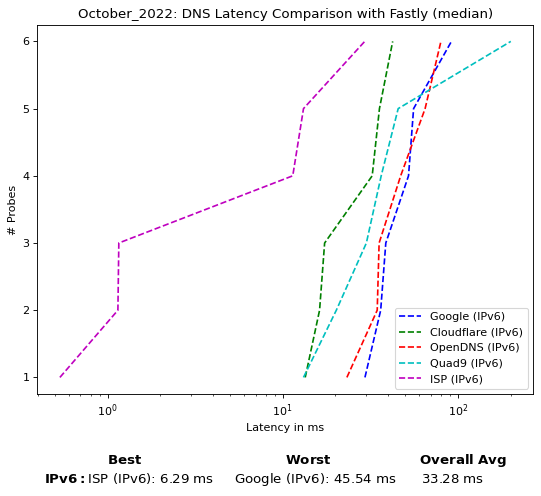 October_2022: DNS Latency Comparison with Fastly (median)
6
5
4
3
2
1
# Probes
Google (IPv6)
Cloudflare (IPv6)
OpenDNS (IPv6)
Quad9 (IPv6)
ISP (IPv6)
10⁰ 10¹ 10²
Latency in ms
Best Worst Overall Avg
IPv6: ISP (IPv6): 6.29 ms Google (IPv6): 45.54 ms 33.28 ms